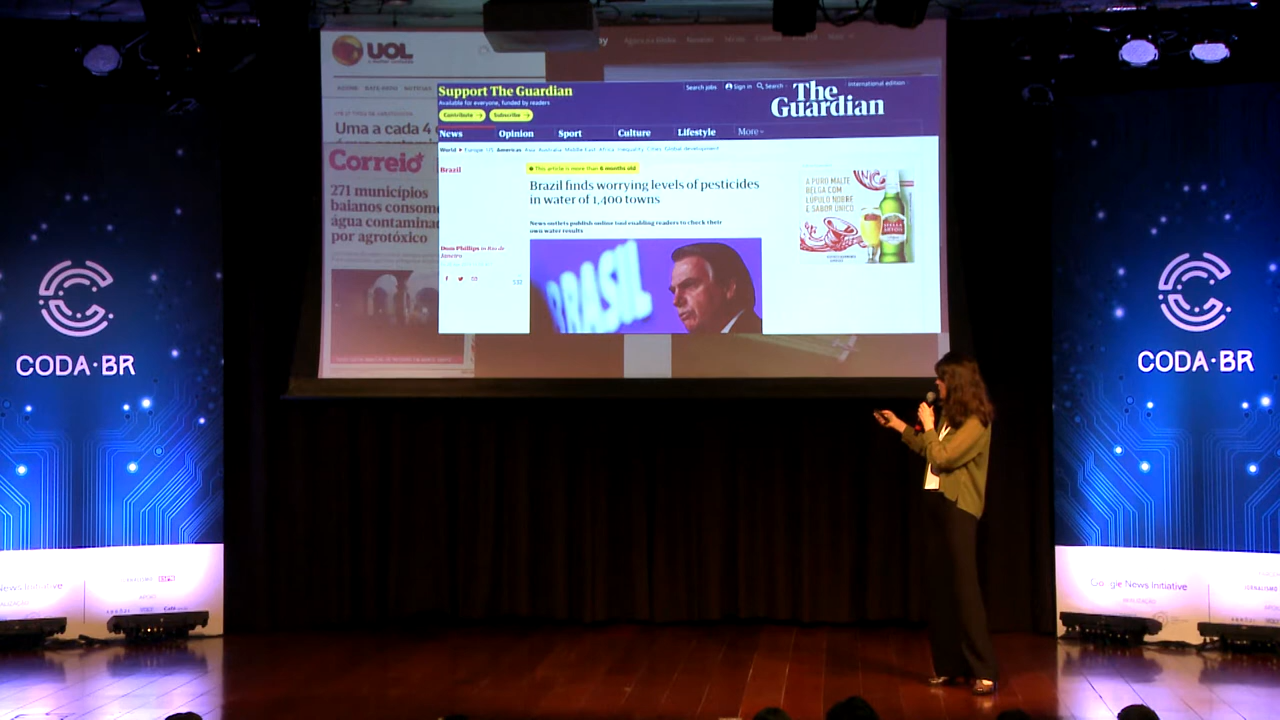 UOL
Uma a cada 4
Correio
271 municípios
baianos consome
água contaminad
por agrotóxico
Support The Guardian
Available for everyone, funded by readers
Contribute →
Subscribe →
Search jobs
Sign in
Search
International edition
The
Guardian
News
Opinion
Sport
Culture
Lifestyle
More
World
Europe
US
Americas
Asia
Australia
Middle East
Africa
Inequality
Cities
Global development
Brazil
This article is more than 6 months old
Brazil finds worrying levels of pesticides
in water of 1,400 towns
News outlets publish online tool enabling readers to check their
own water results
Dom Phillips in Rio de
Janeiro
BRASIL
A PURO MALTE
BELGA COM
LÚPULO NOBRE
E SABOR ÚNICO.
STELLA
ARTOIS
CODA·BR
News Initiative
CODA·BR
Google News Initiative